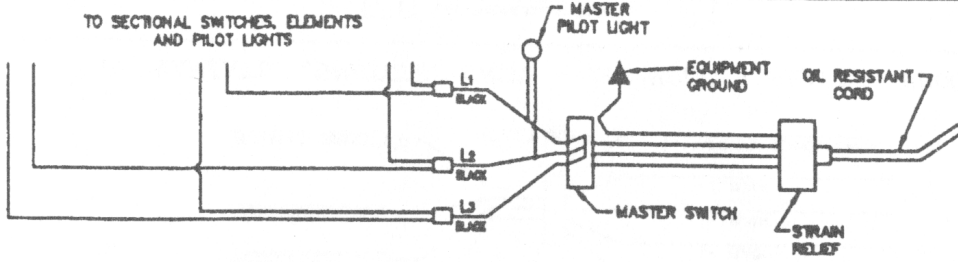 TO SECTIONAL SWITCHES, ELEMENTS
AND PILOT LIGHTS
MASTER
PILOT LIGHT
EQUIPMENT
GROUND
OIL RESISTANT
CORD
L1
BLACK
L2
BLACK
L3
BLACK
MASTER SWITCH
STRAIN
RELIEF